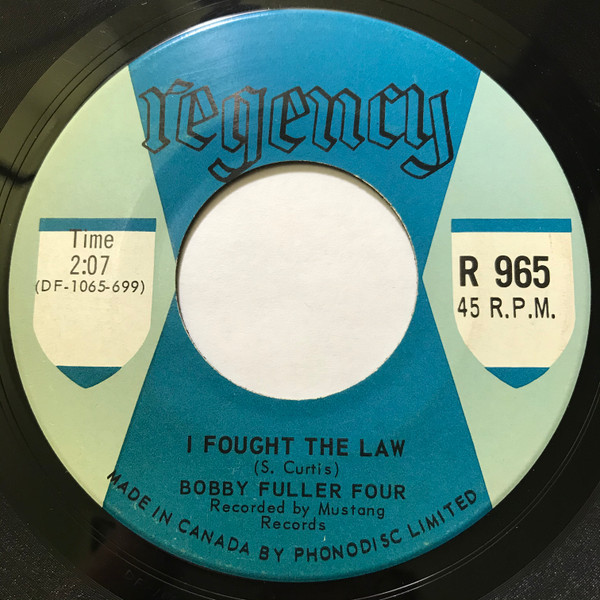 regency
Time
2:07
(DF-1065-699)
R 965
45 R.P.M.
I FOUGHT THE LAW
(S. Curtis)
BOBBY FULLER FOUR
Recorded by Mustang
Records
MADE IN CANADA BY PHONODISC LIMITED